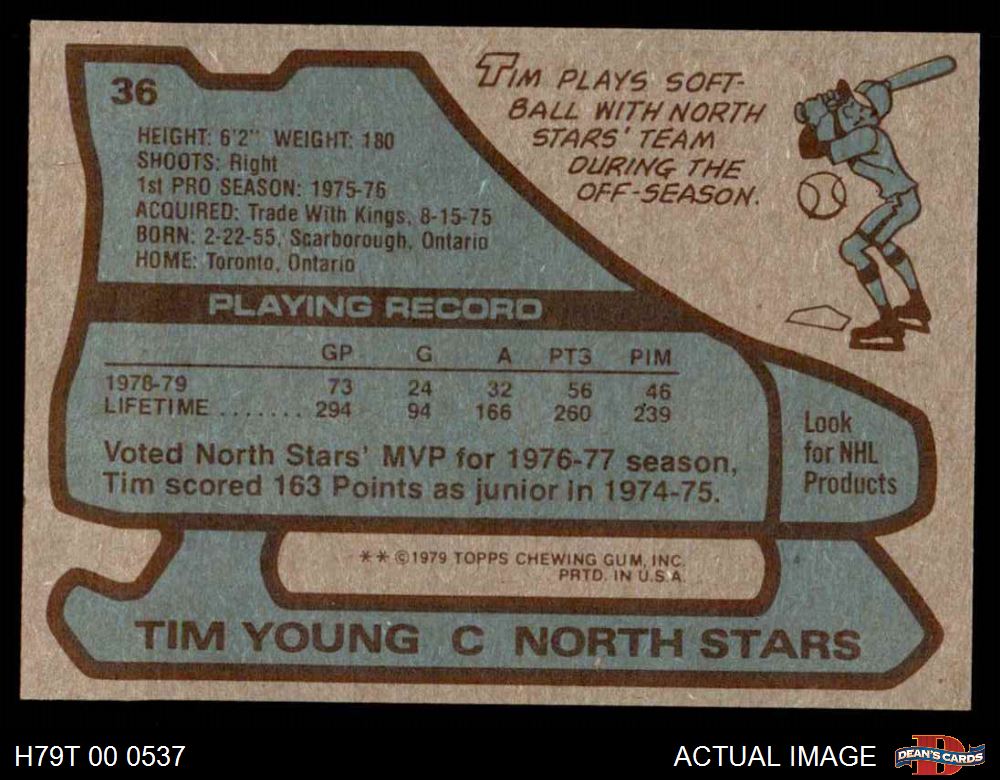 36
HEIGHT: 6'2" WEIGHT: 180
SHOOTS: Right
1st PRO SEASON: 1975-76
ACQUIRED: Trade With Kings, 8-15-75
BORN: 2-22-55, Scarborough, Ontario
HOME: Toronto, Ontario
TIM PLAYS SOFT-
BALL WITH NORTH
STARS' TEAM
DURING THE
OFF-SEASON.
PLAYING RECORD
GP G A PTS PIM
1978-79 73 24 32 56 46
LIFETIME ........ 294 94 166 260 239
Voted North Stars' MVP for 1976-77 season,
Tim scored 163 Points as junior in 1974-75.
Look
for NHL
Products
** ©1979 TOPPS CHEWING GUM, INC.
PRTD. IN U.S.A.
TIM YOUNG C NORTH STARS
H79T 00 0537
ACTUAL IMAGE
D
DEAN'S CARDS